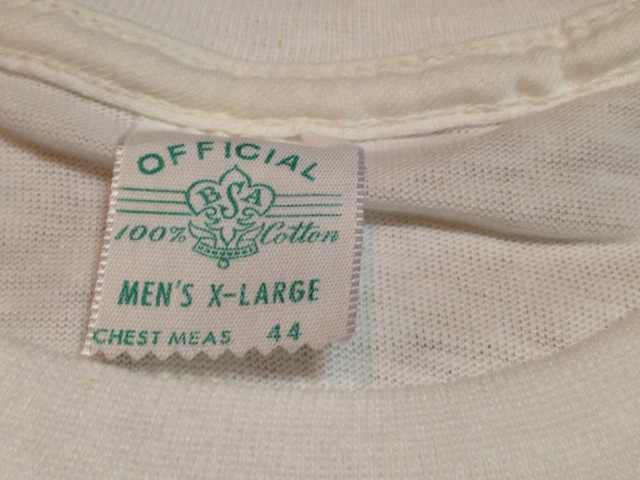 OFFICIAL
BSA
100% Cotton
MEN'S X-LARGE
CHEST MEAS 44